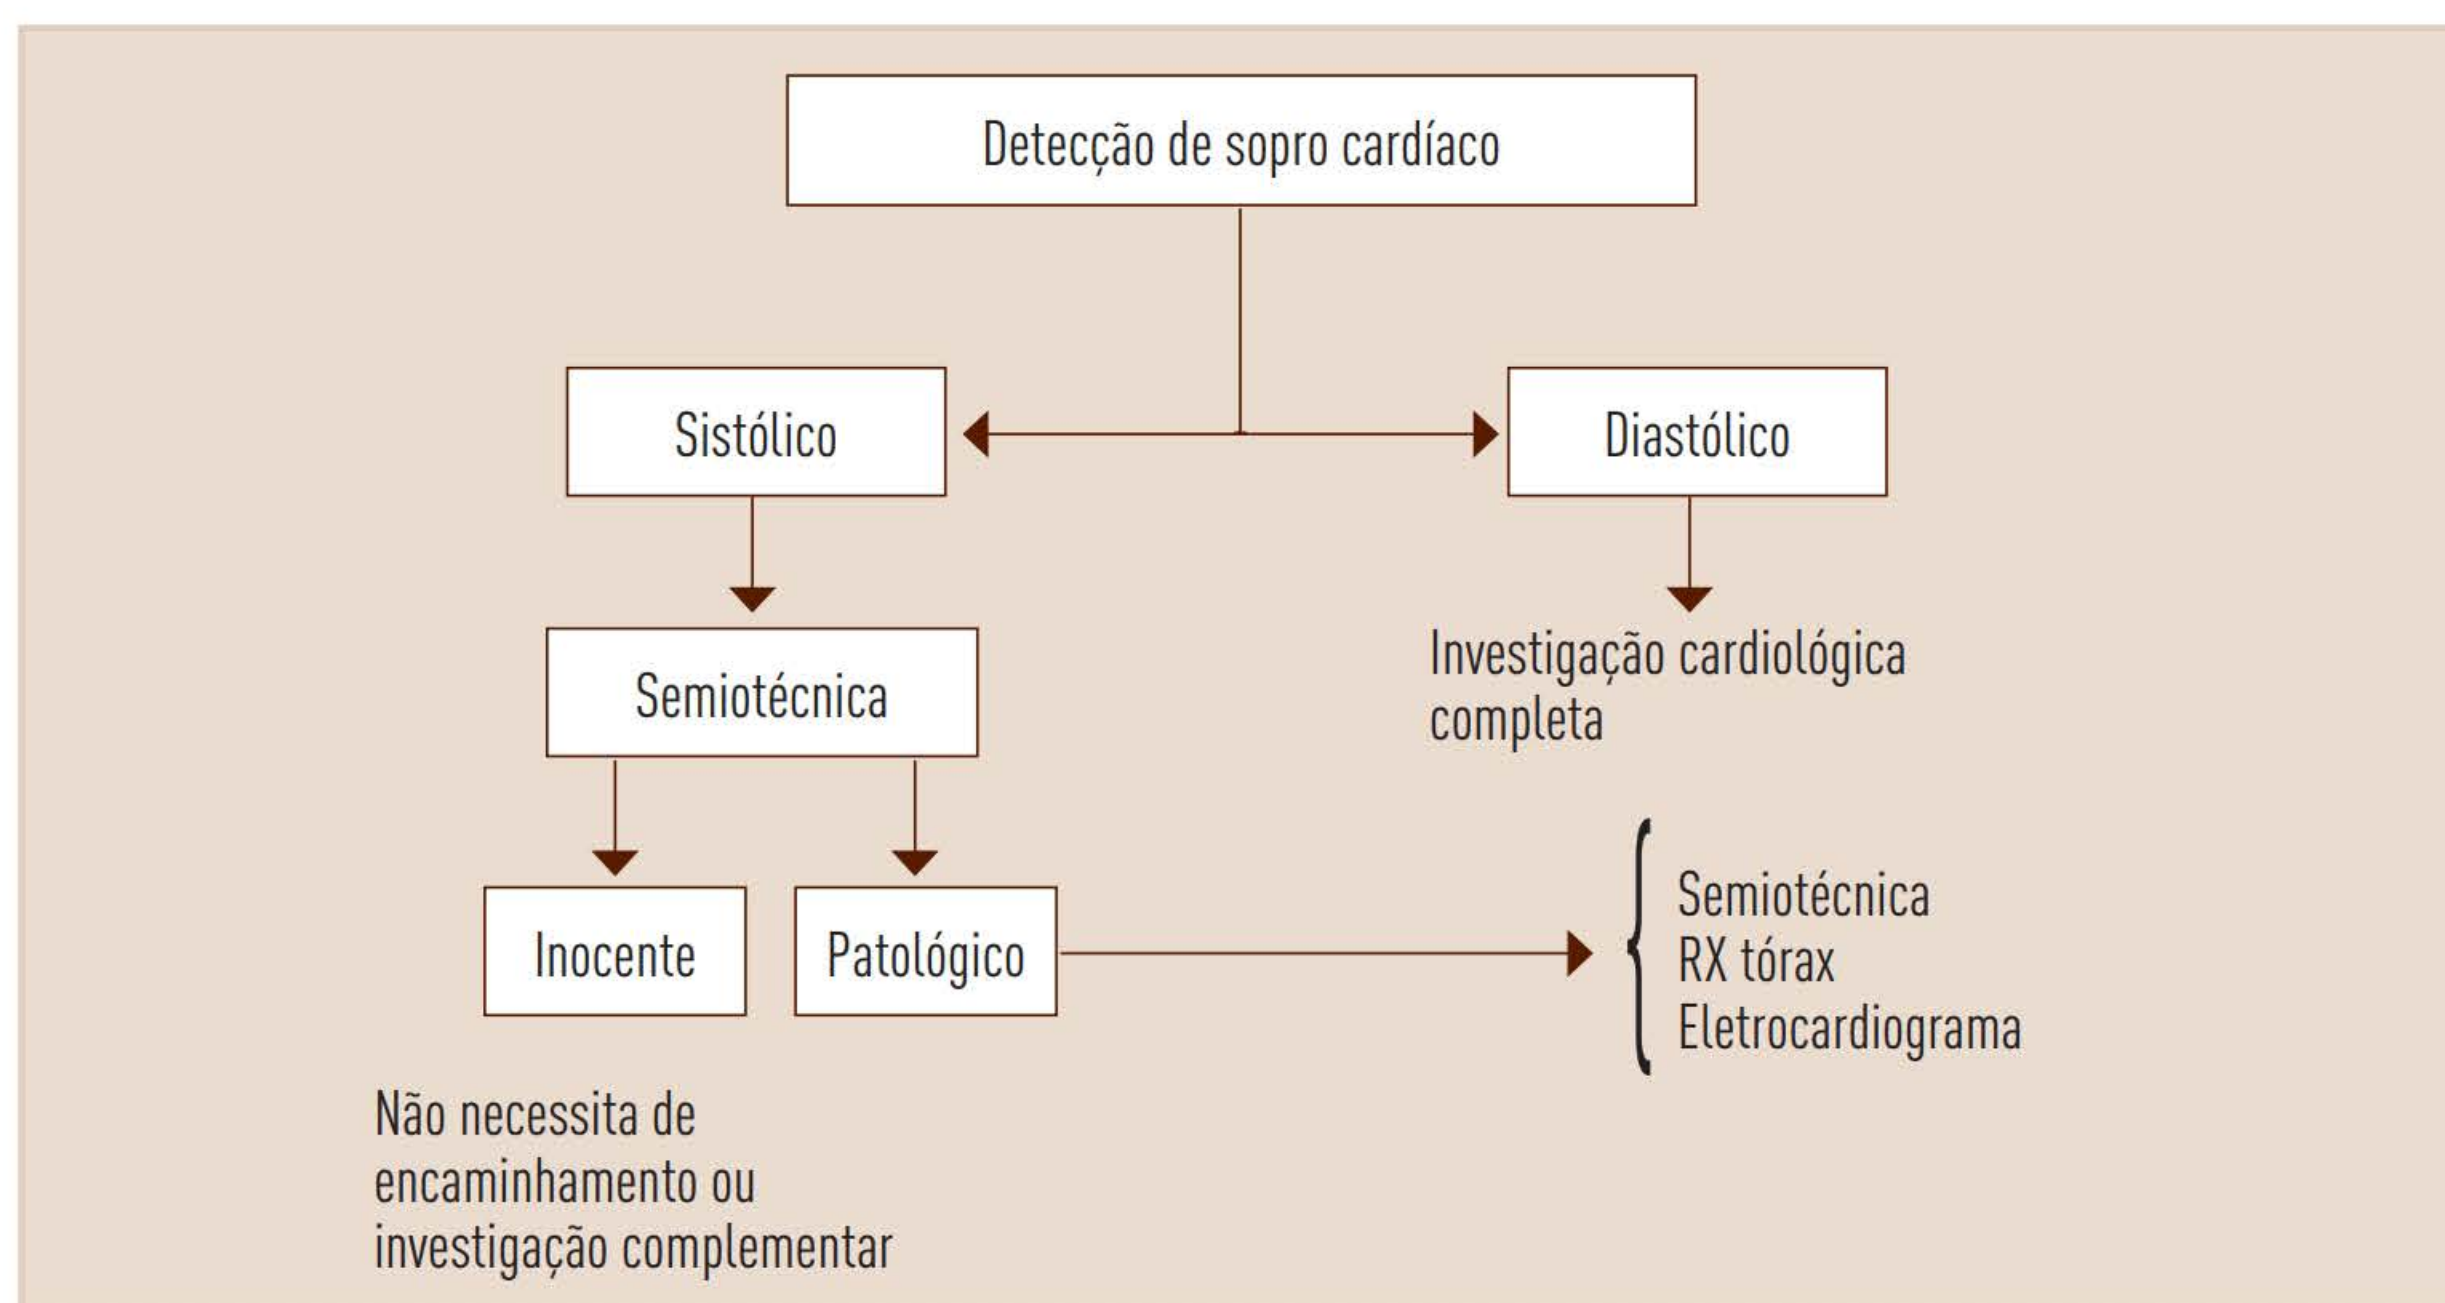 Detecção de sopro cardíaco
Sistólico
Diastólico
Semiotécnica
Investigação cardiológica
completa
Inocente
Patológico
Semiotécnica
RX tórax
Eletrocardiograma
Não necessita de
encaminhamento ou
investigação complementar